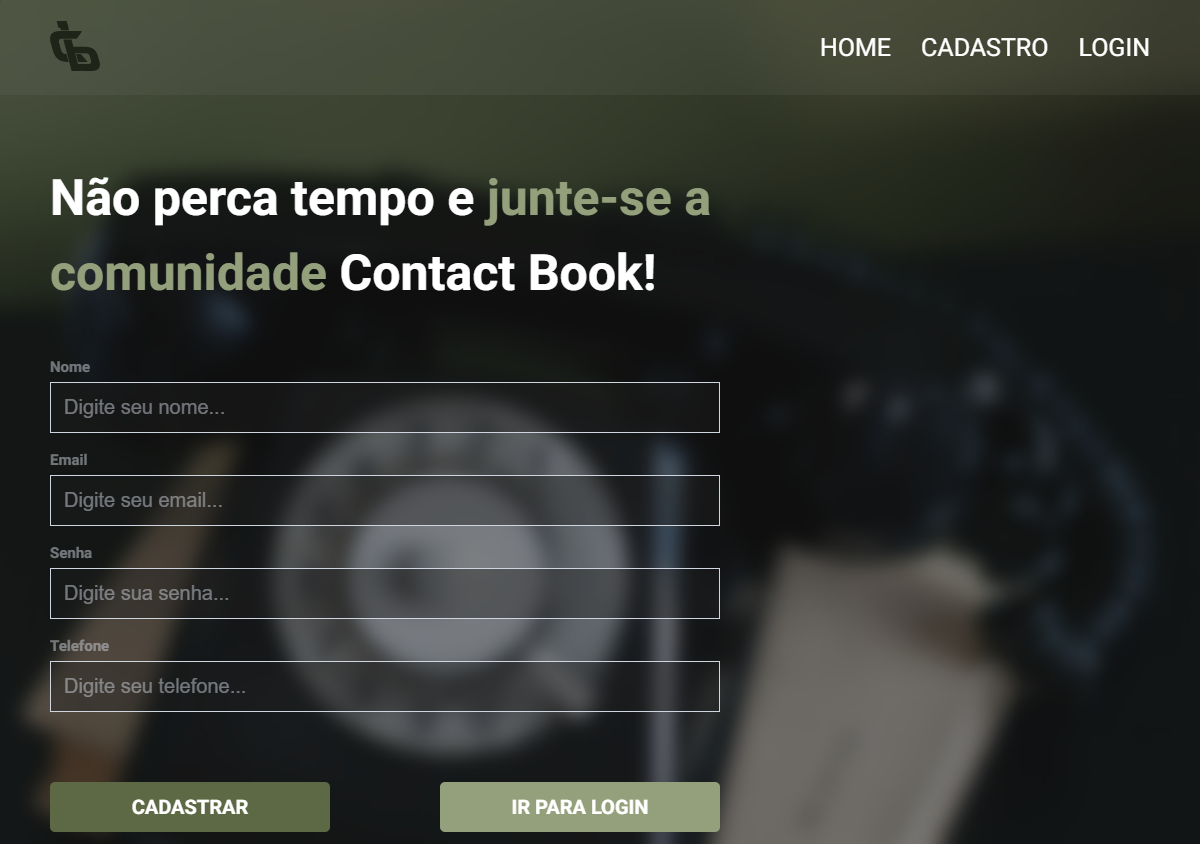 HOME CADASTRO LOGIN
Não perca tempo e junte-se a
comunidade Contact Book!
Nome
Digite seu nome...
Email
Digite seu email...
Senha
Digite sua senha...
Telefone
Digite seu telefone...
CADASTRAR IR PARA LOGIN